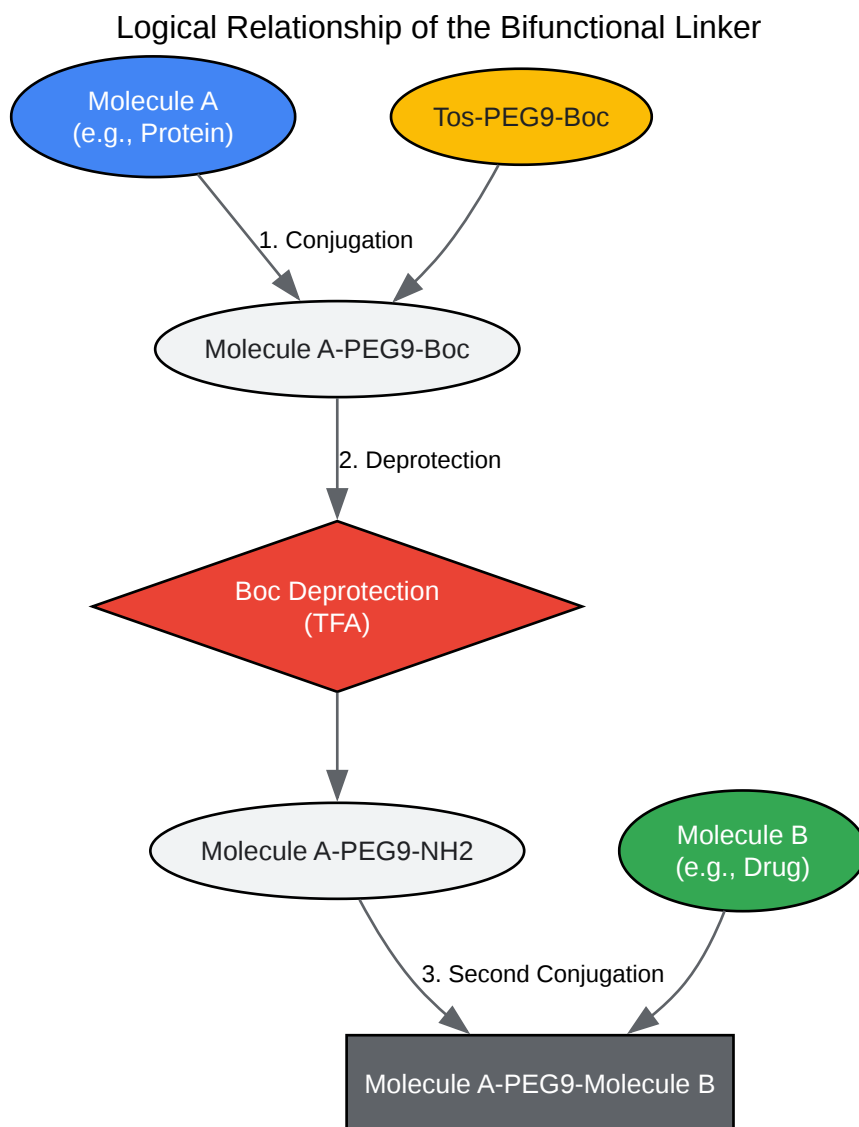 Logical Relationship of the Bifunctional Linker
Molecule A
(e.g., Protein)
Tos-PEG9-Boc
1. Conjugation
Molecule A-PEG9-Boc
2. Deprotection
Boc Deprotection
(TFA)
Molecule A-PEG9-NH2
Molecule B
(e.g., Drug)
3. Second Conjugation
Molecule A-PEG9-Molecule B